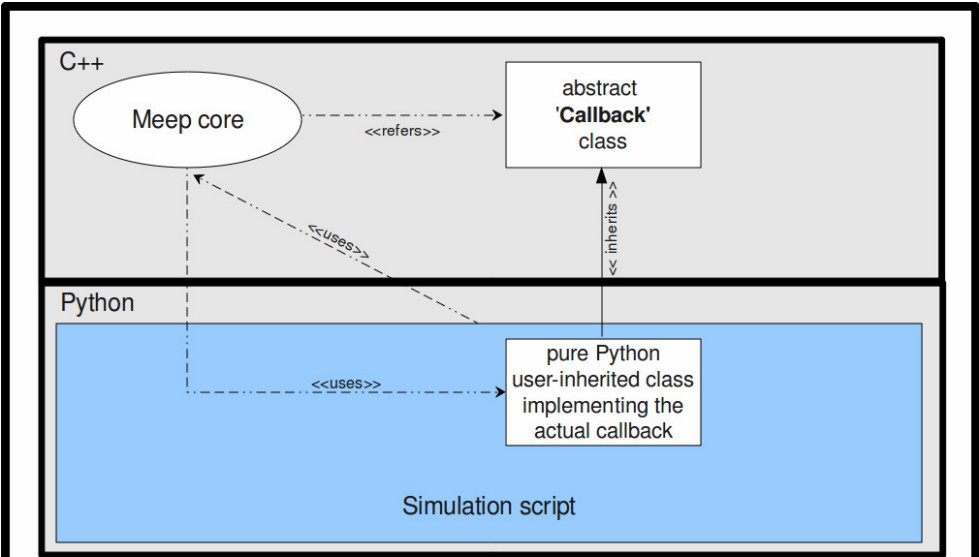 C++
Meep core
<<refers>>
abstract
'Callback'
class
<<uses>>
<< inherits >>
Python
<<uses>>
pure Python
user-inherited class
implementing the
actual callback
Simulation script